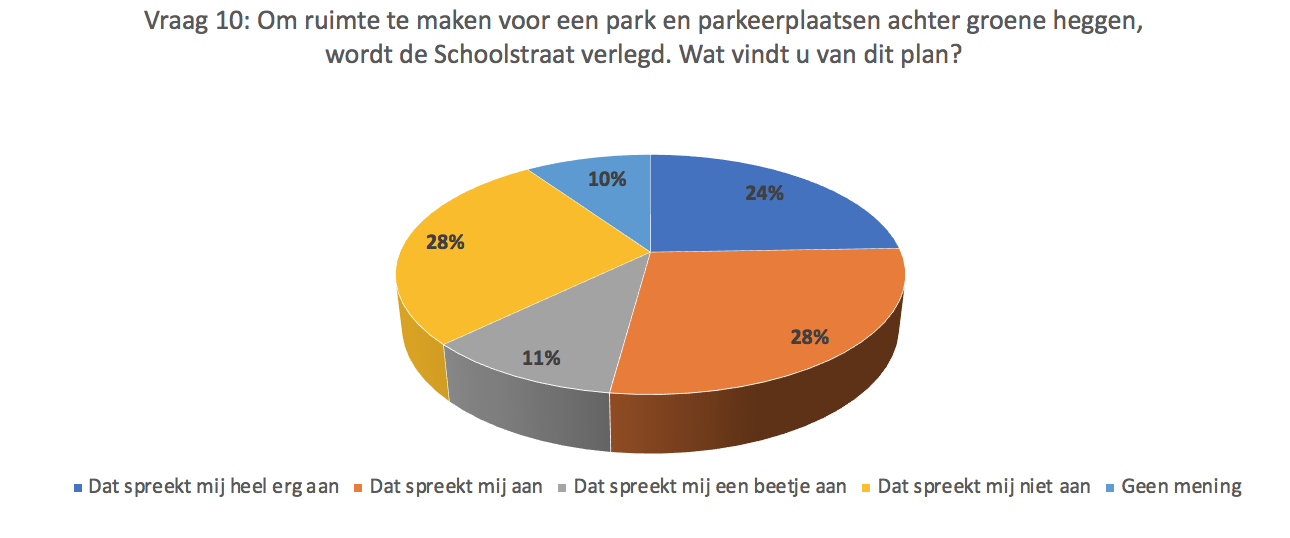 Vraag 10: Om ruimte te maken voor een park en parkeerplaatsen achter groene heggen,
wordt de Schoolstraat verlegd. Wat vindt u van dit plan?
10%
24%
28%
28%
11%
Dat spreekt mij heel erg aan Dat spreekt mij aan Dat spreekt mij een beetje aan Dat spreekt mij niet aan Geen mening